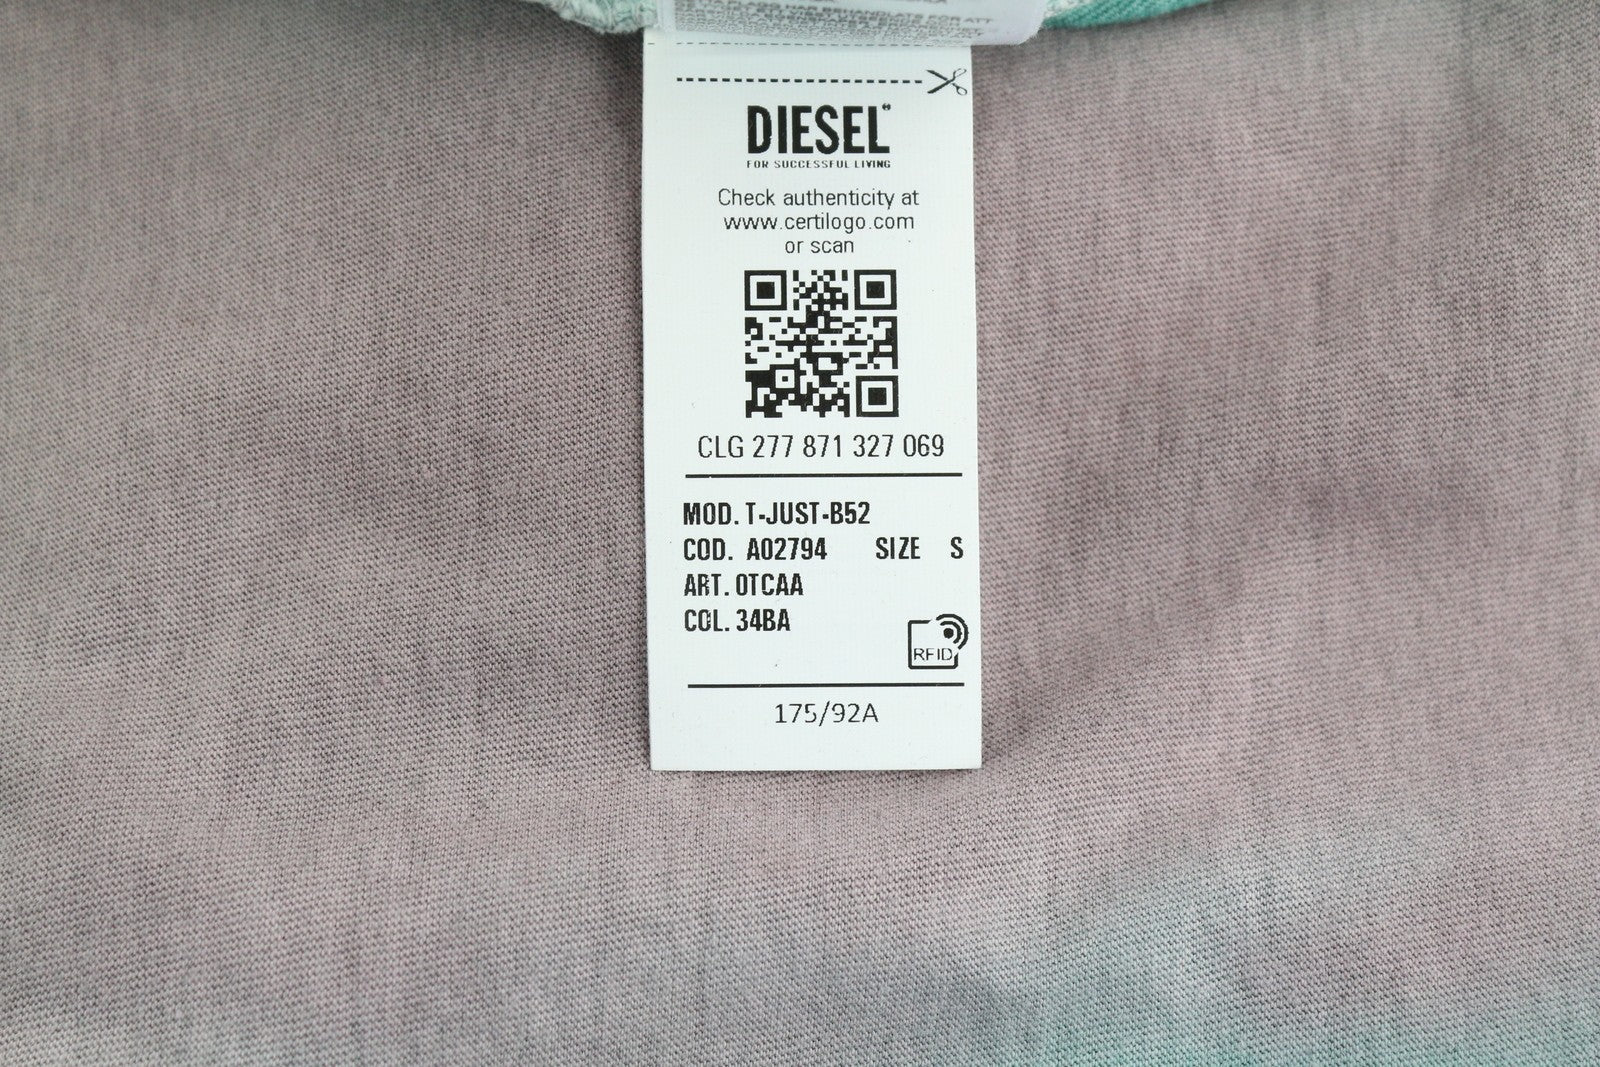 DIESEL
FOR SUCCESSFUL LIVING
Check authenticity at
www.certilogo.com
or scan
CLG 277 871 327 069
MOD. T-JUST-B52
COD. A02794 SIZE S
ART. 0TCAA
COL. 34BA
RFID
175/92A